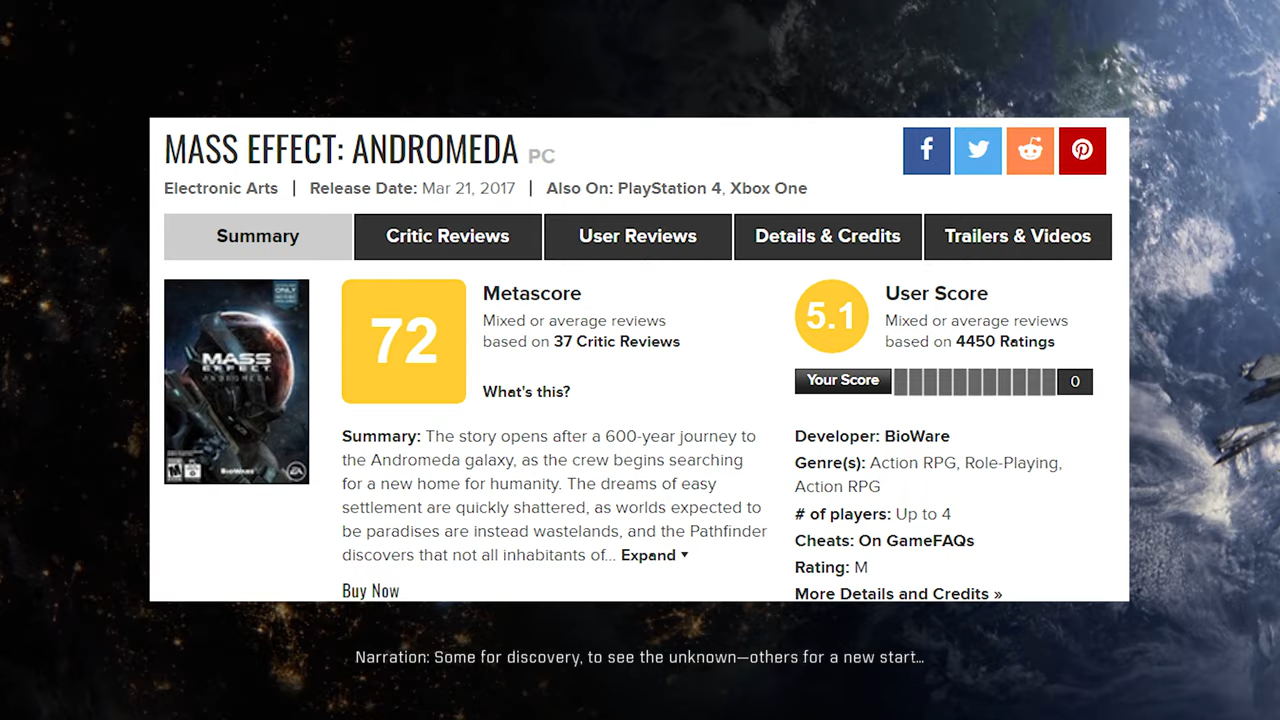 MASS EFFECT: ANDROMEDA PC
Electronic Arts | Release Date: Mar 21, 2017 | Also On: PlayStation 4, Xbox One
Summary Critic Reviews User Reviews Details & Credits Trailers & Videos
MASS
EFFECT
ANDROMEDA
BIOWARE
EA
72
Metascore
Mixed or average reviews
based on 37 Critic Reviews
What's this?
5.1
User Score
Mixed or average reviews
based on 4450 Ratings
Your Score 0
Summary: The story opens after a 600-year journey to
the Andromeda galaxy, as the crew begins searching
for a new home for humanity. The dreams of easy
settlement are quickly shattered, as worlds expected to
be paradises are instead wastelands, and the Pathfinder
discovers that not all inhabitants of... Expand
Buy Now
Developer: BioWare
Genre(s): Action RPG, Role-Playing,
Action RPG
# of players: Up to 4
Cheats: On GameFAQs
Rating: M
More Details and Credits »
Narration: Some for discovery, to see the unknown—others for a new start...